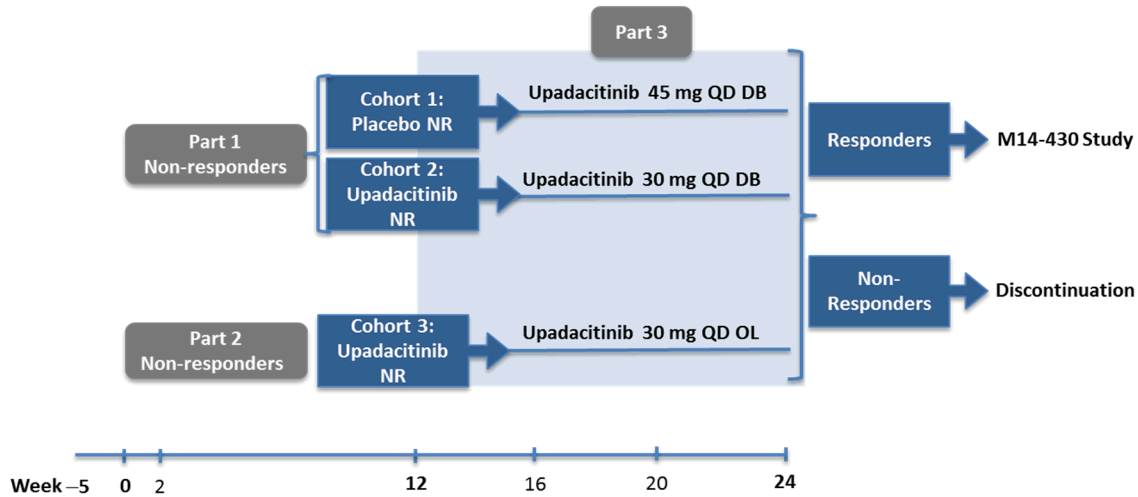 Part 3
Part 1
Non-responders
Cohort 1:
Placebo NR
Upadacitinib 45 mg QD DB
Cohort 2:
Upadacitinib
NR
Upadacitinib 30 mg QD DB
Responders
M14-430 Study
Non-
Responders
Discontinuation
Part 2
Non-responders
Cohort 3:
Upadacitinib
NR
Upadacitinib 30 mg QD OL
Week –5 0 2 12 16 20 24